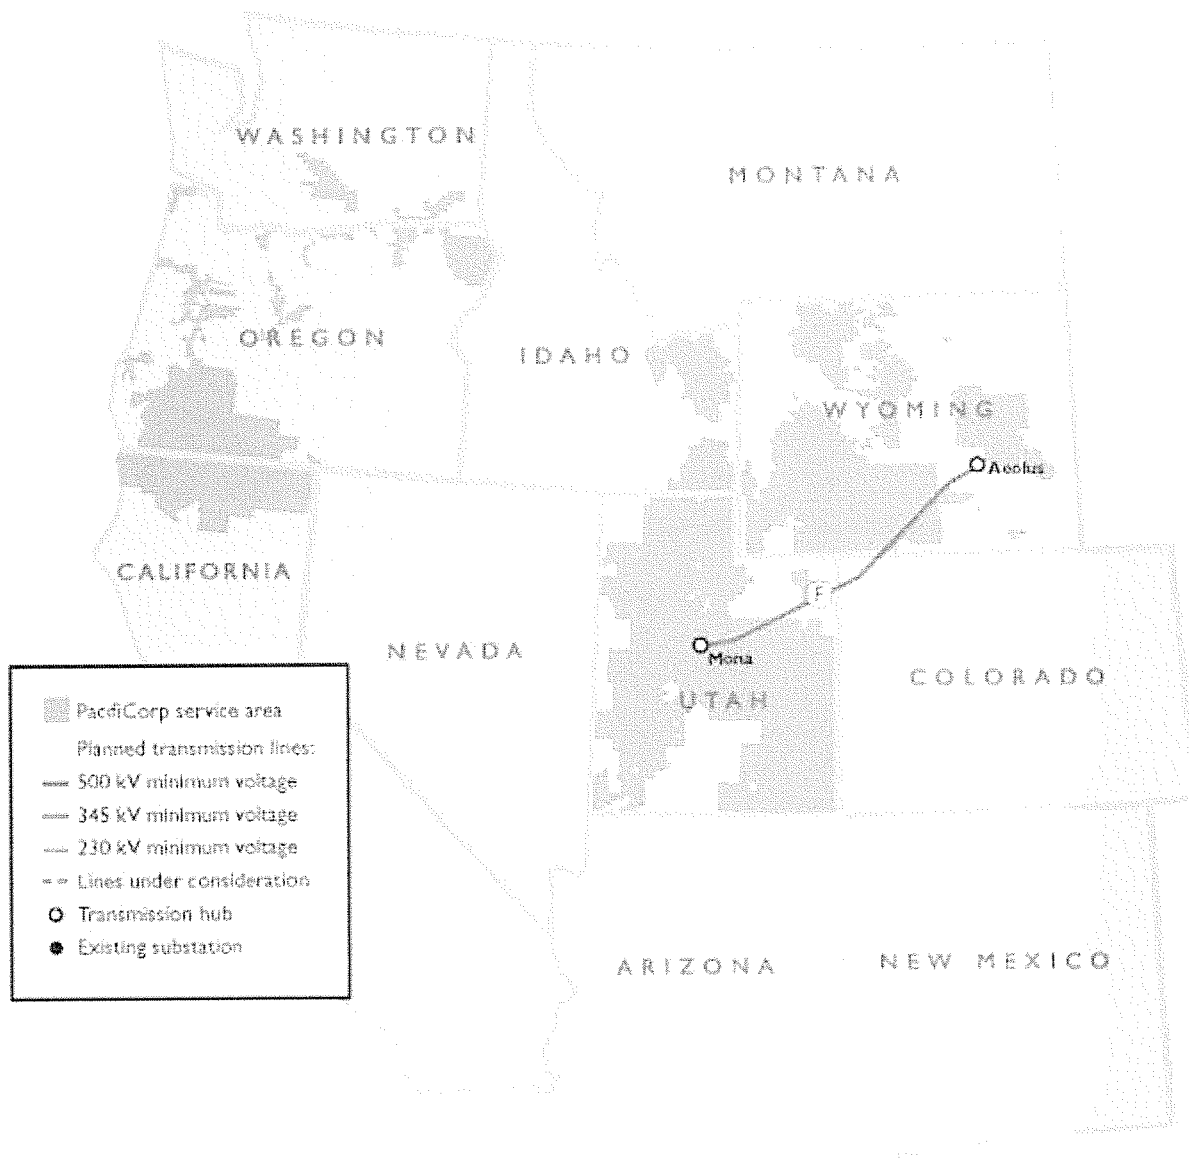 WASHINGTON
MONTANA
OREGON
IDAHO
WYOMING
Aeolus
CALIFORNIA
F
NEVADA
Mona
COLORADO
UTAH
PacifiCorp service area
Planned transmission lines:
500 kV minimum voltage
345 kV minimum voltage
230 kV minimum voltage
Lines under consideration
Transmission hub
Existing substation
ARIZONA
NEW MEXICO